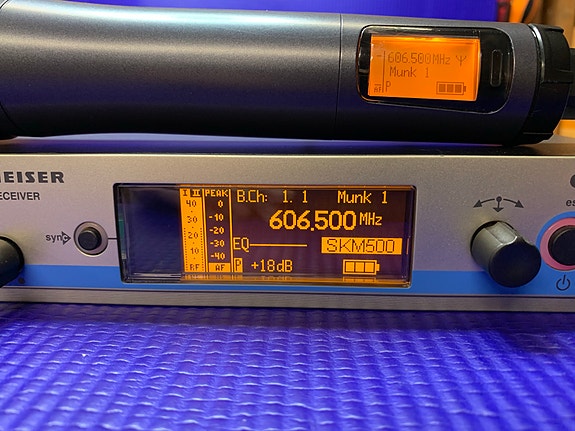 606.500 MHz
Munk 1
P
HEISER
ECEIVER
sync
I II PEAK
40 0
30 -10
20 -20
10 -30
-40
RF AF
B.Ch: 1. 1 Munk 1
606.500 MHz
EQ SKM500
P +18dB
es